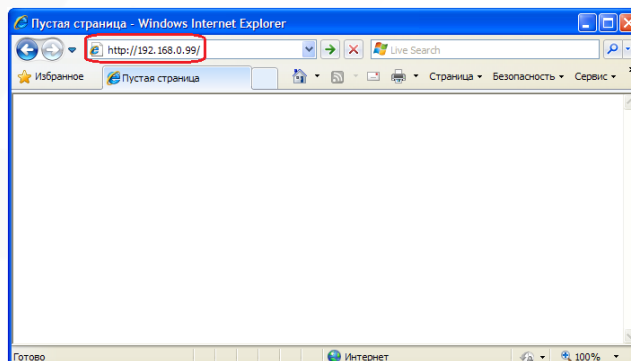 Пустая страница - Windows Internet Explorer
http://192.168.0.99/
Live Search
Избранное
Пустая страница
Страница
Безопасность
Сервис
Готово
Интернет
100%